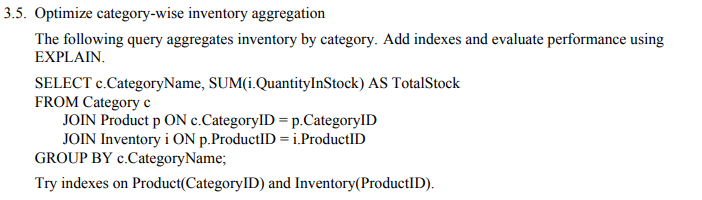 3.5. Optimize category-wise inventory aggregation
The following query aggregates inventory by category. Add indexes and evaluate performance using
EXPLAIN.
SELECT c.CategoryName, SUM(i.QuantityInStock) AS TotalStock
FROM Category c
JOIN Product p ON c.CategoryID = p.CategoryID
JOIN Inventory i ON p.ProductID = i.ProductID
GROUP BY c.CategoryName;
Try indexes on Product(CategoryID) and Inventory(ProductID).